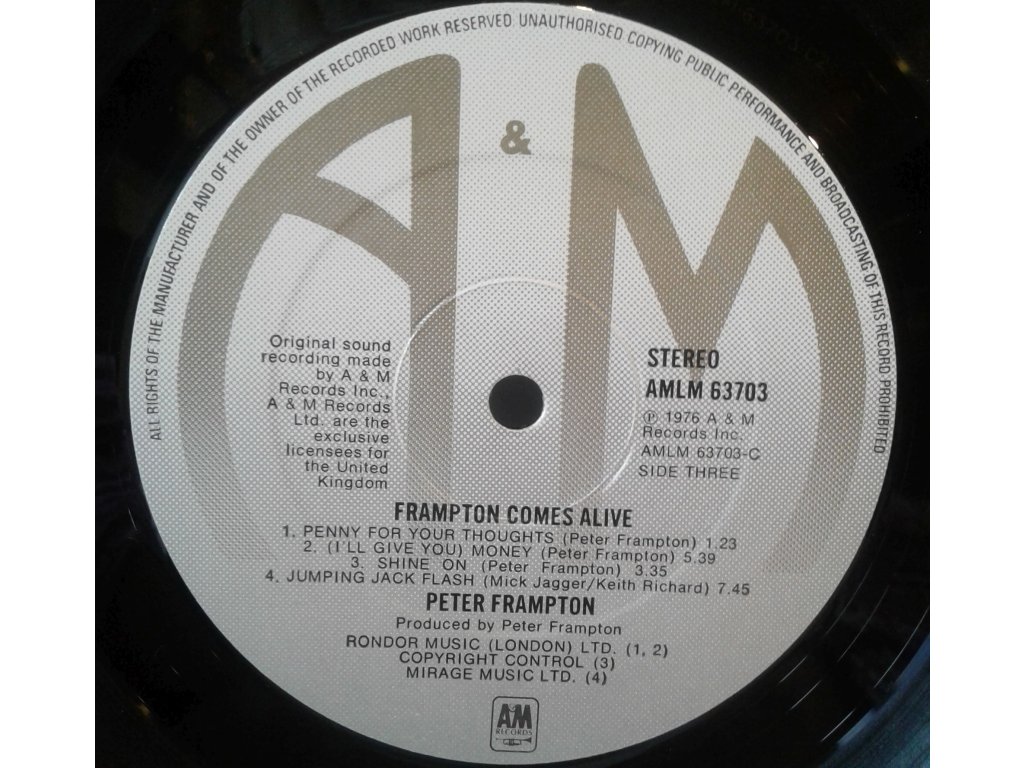 ALL RIGHTS OF THE MANUFACTURER AND OF THE OWNER OF THE RECORDED WORK RESERVED. UNAUTHORISED COPYING PUBLIC PERFORMANCE AND BROADCASTING OF THIS RECORD PROHIBITED
A & M
Original sound
recording made
by A & M
Records Inc.,
A & M Records
Ltd. are the
exclusive
licensees for
the United
Kingdom
STEREO
AMLM 63703
℗ 1976 A & M
Records Inc.
AMLM 63703-C
SIDE THREE
FRAMPTON COMES ALIVE
1. PENNY FOR YOUR THOUGHTS (Peter Frampton) 1.23
2. (I'LL GIVE YOU) MONEY (Peter Frampton) 5.39
3. SHINE ON (Peter Frampton) 3.35
4. JUMPING JACK FLASH (Mick Jagger/Keith Richard) 7.45
PETER FRAMPTON
Produced by Peter Frampton
RONDOR MUSIC (LONDON) LTD. (1, 2)
COPYRIGHT CONTROL (3)
MIRAGE MUSIC LTD. (4)
A&M
RECORDS